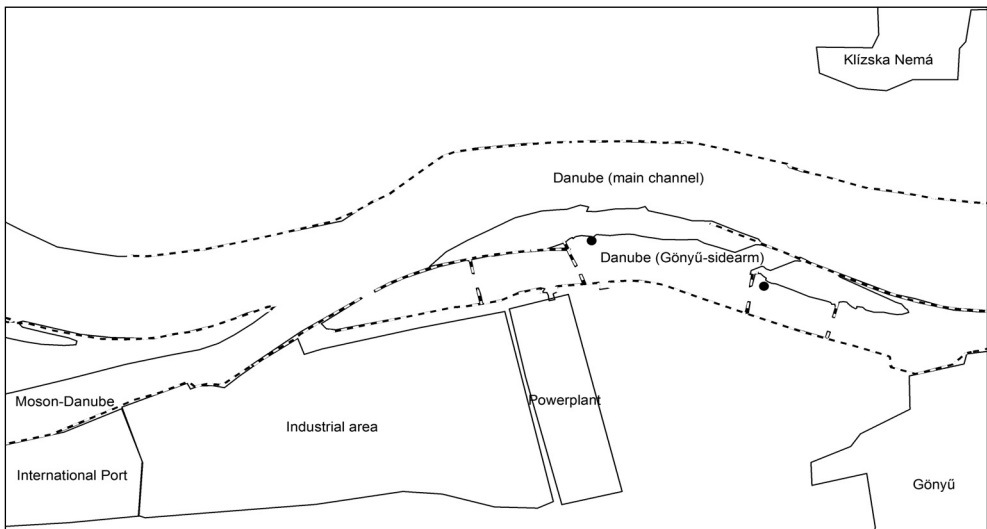 Klízska Nemá
Danube (main channel)
Danube (Gönyű-sidearm)
Moson-Danube
Powerplant
Industrial area
International Port
Gönyű